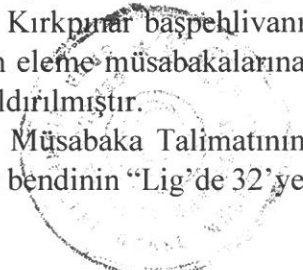 Kırkpınar başpehlivanı
eleme müsabakalarına
ldırılmıştır.
Müsabaka Talimatının
bendinin “Lig’de 32’ye